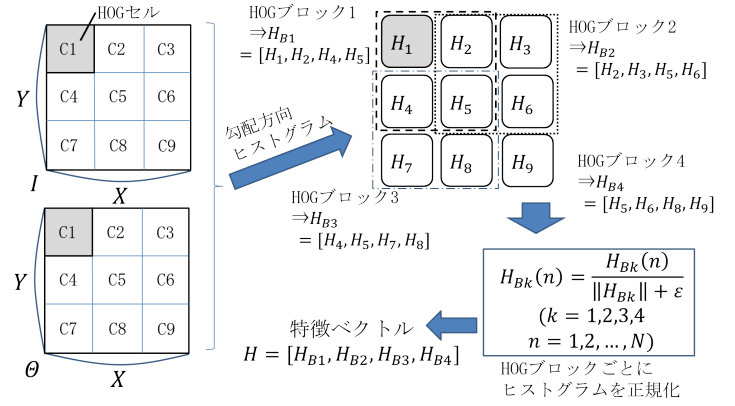 HOGセル
C1 C2 C3
C4 C5 C6
C7 C8 C9
Y
I
X
C1 C2 C3
C4 C5 C6
C7 C8 C9
Y
Θ
X
勾配方向
ヒストグラム
HOGブロック1
⇒H_{B1}
= [H_1, H_2, H_4, H_5]
H_1 H_2 H_3
H_4 H_5 H_6
H_7 H_8 H_9
HOGブロック2
⇒H_{B2}
= [H_2, H_3, H_5, H_6]
HOGブロック3
⇒H_{B3}
= [H_4, H_5, H_7, H_8]
HOGブロック4
⇒H_{B4}
= [H_5, H_6, H_8, H_9]
H_{Bk}(n) = H_{Bk}(n) / (‖H_{Bk}‖ + ε)
(k = 1,2,3,4
n = 1,2, … , N)
HOGブロックごとに
ヒストグラムを正規化
特徴ベクトル
H = [H_{B1}, H_{B2}, H_{B3}, H_{B4}]